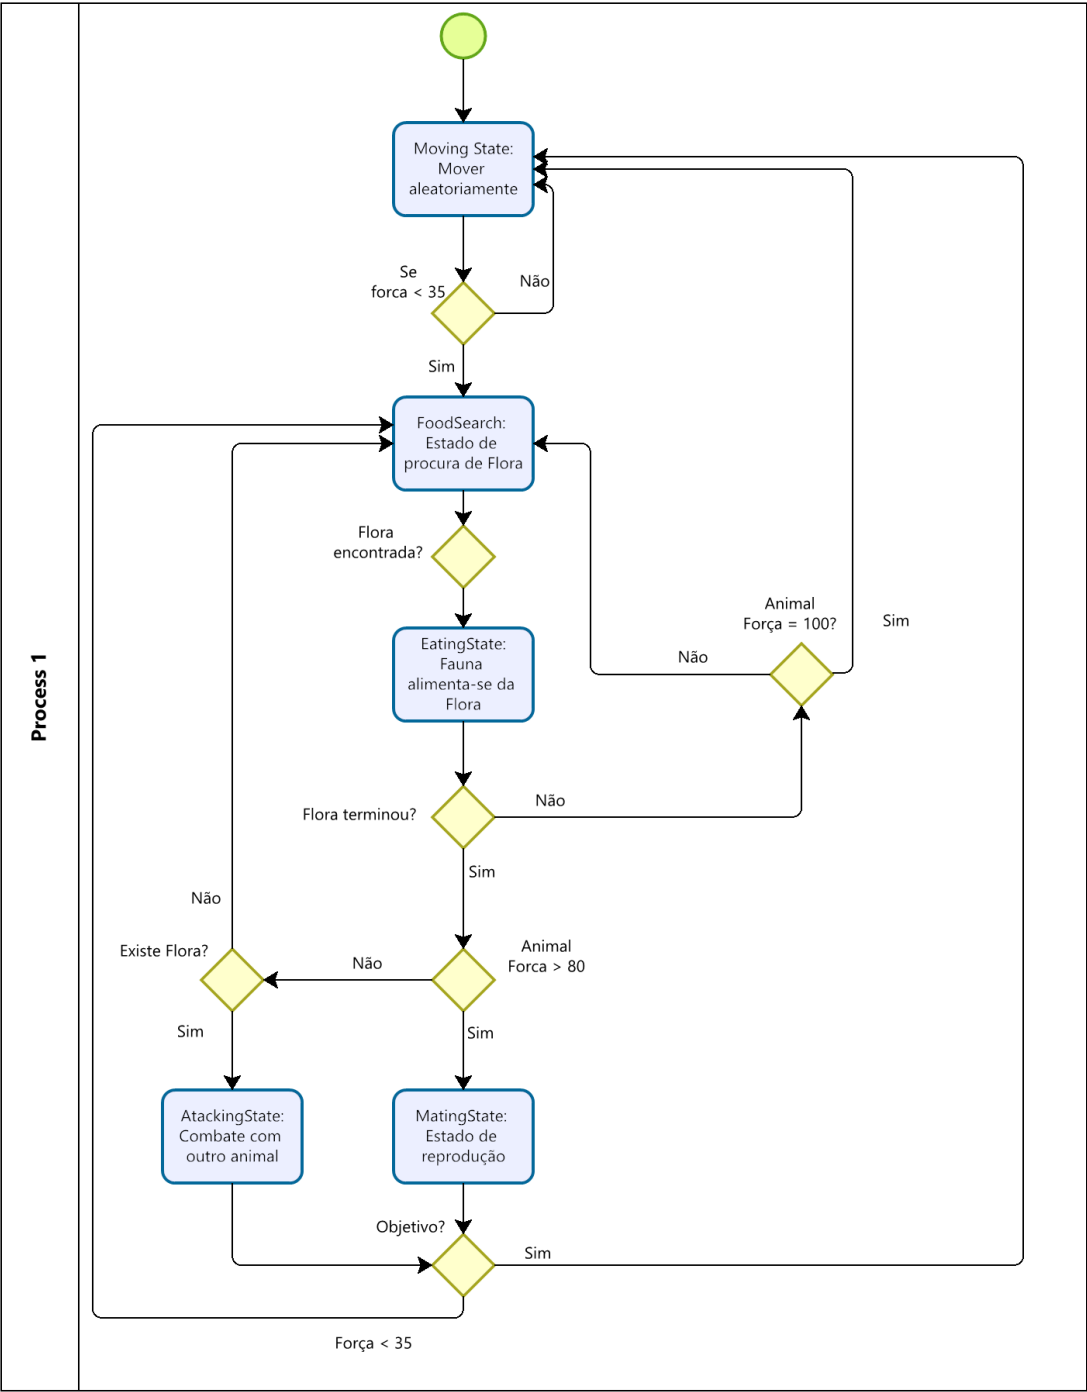 Process 1
Moving State:
Mover
aleatoriamente
Se
forca < 35
Não
Sim
FoodSearch:
Estado de
procura de Flora
Flora
encontrada?
EatingState:
Fauna
alimenta-se da
Flora
Animal
Força = 100?
Sim
Não
Flora terminou?
Não
Sim
Animal
Forca > 80
Não
Existe Flora?
Não
Sim
Sim
AtackingState:
Combate com
outro animal
MatingState:
Estado de
reprodução
Objetivo?
Sim
Força < 35